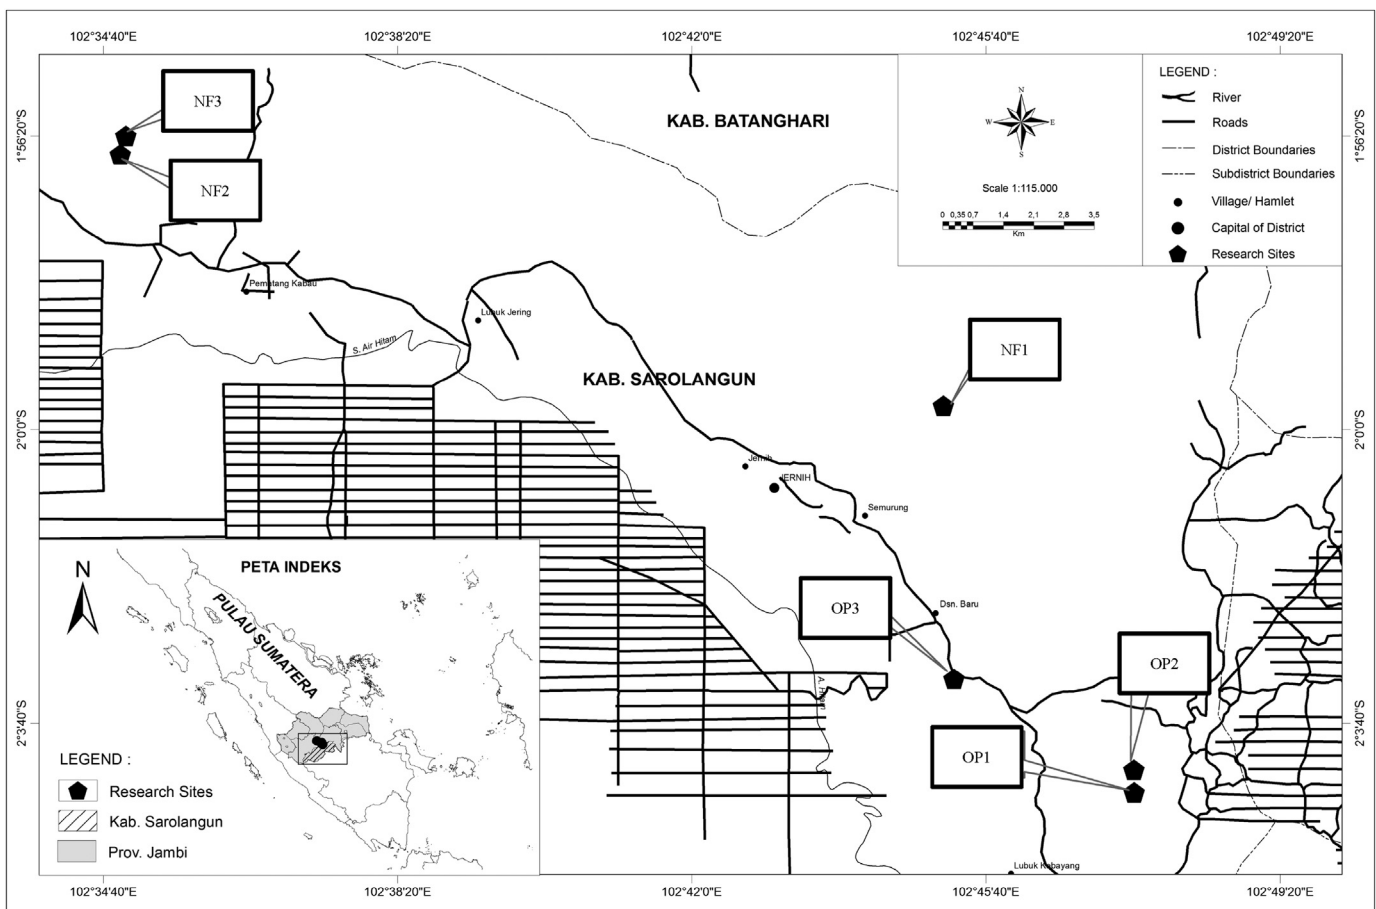 102°34'40"E
102°38'20"E
102°42'0"E
102°45'40"E
102°49'20"E
1°56'20"S
2°0'0"S
2°3'40"S
NF3
NF2
KAB. BATANGHARI
N
W E
S
Scale 1:115.000
0 0,35 0,7 1,4 2,1 2,8 3,5
Km
LEGEND :
River
Roads
District Boundaries
Subdistrict Boundaries
Village/ Hamlet
Capital of District
Research Sites
1°56'20"S
2°0'0"S
2°3'40"S
Pematang Kabau
Lubuk Jering
S. Air Hitam
KAB. SAROLANGUN
NF1
Jernih
JERNIH
Semurung
OP3
Dsn. Baru
OP2
A. Hitam
OP1
Lubuk Kabayang
PETA INDEKS
N
PULAU SUMATERA
LEGEND :
Research Sites
Kab. Sarolangun
Prov. Jambi
102°34'40"E
102°38'20"E
102°42'0"E
102°45'40"E
102°49'20"E